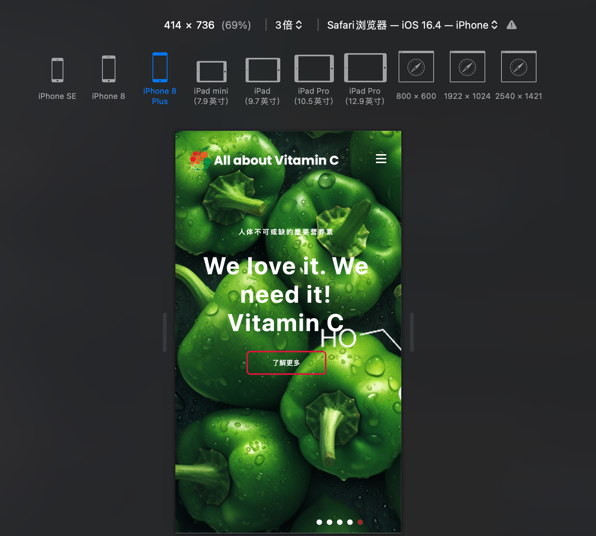 414 × 736 (69%) 3倍 Safari浏览器 — iOS 16.4 — iPhone
iPhone SE
iPhone 8
iPhone 8
Plus
iPad mini
(7.9英寸)
iPad
(9.7英寸)
iPad Pro
(10.5英寸)
iPad Pro
(12.9英寸)
800 × 600
1922 × 1024
2540 × 1421
All about Vitamin C
人体不可或缺的重要营养素
We love it. We
need it!
Vitamin C
HO
了解更多